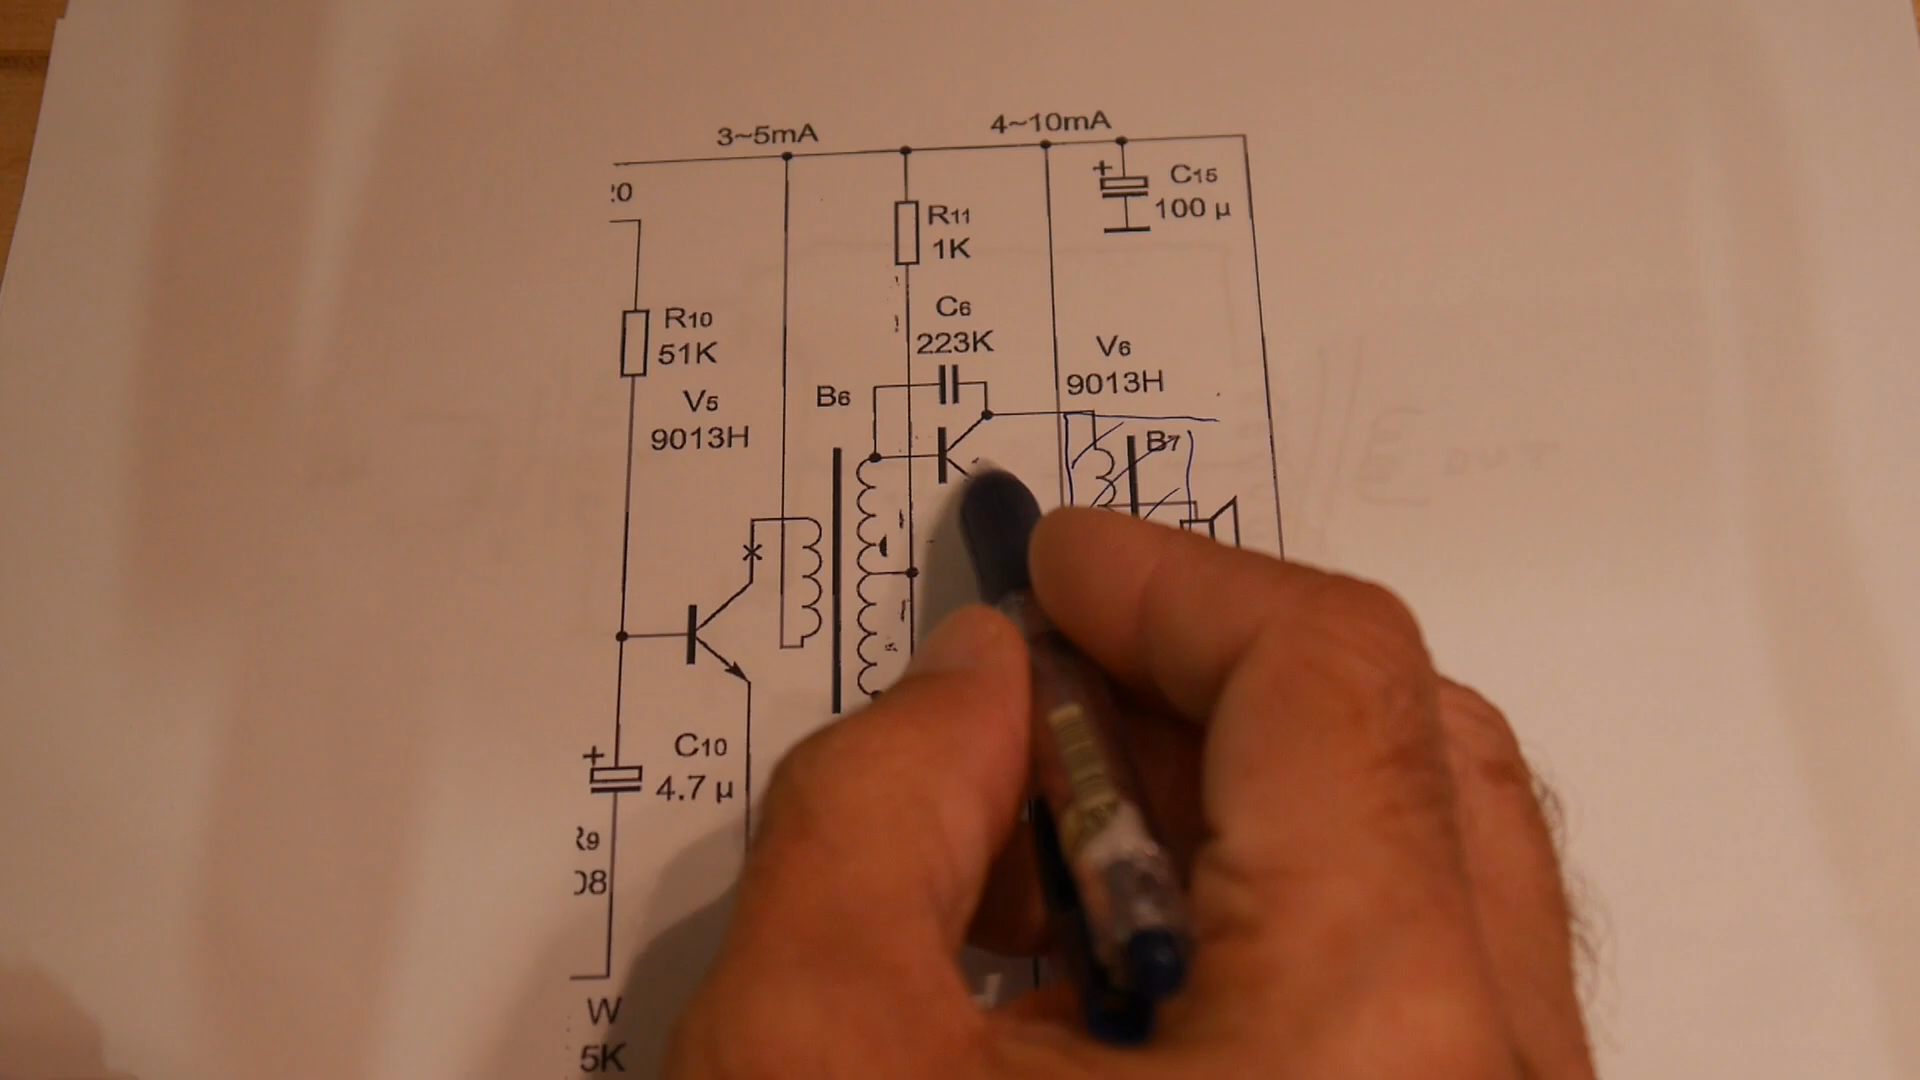 3~5mA
4~10mA
+ C15
100 µ
R11
1K
R10
51K
C6
223K
V6
9013H
B6
V5
9013H
B7
+ C10
4.7 µ
W
5K